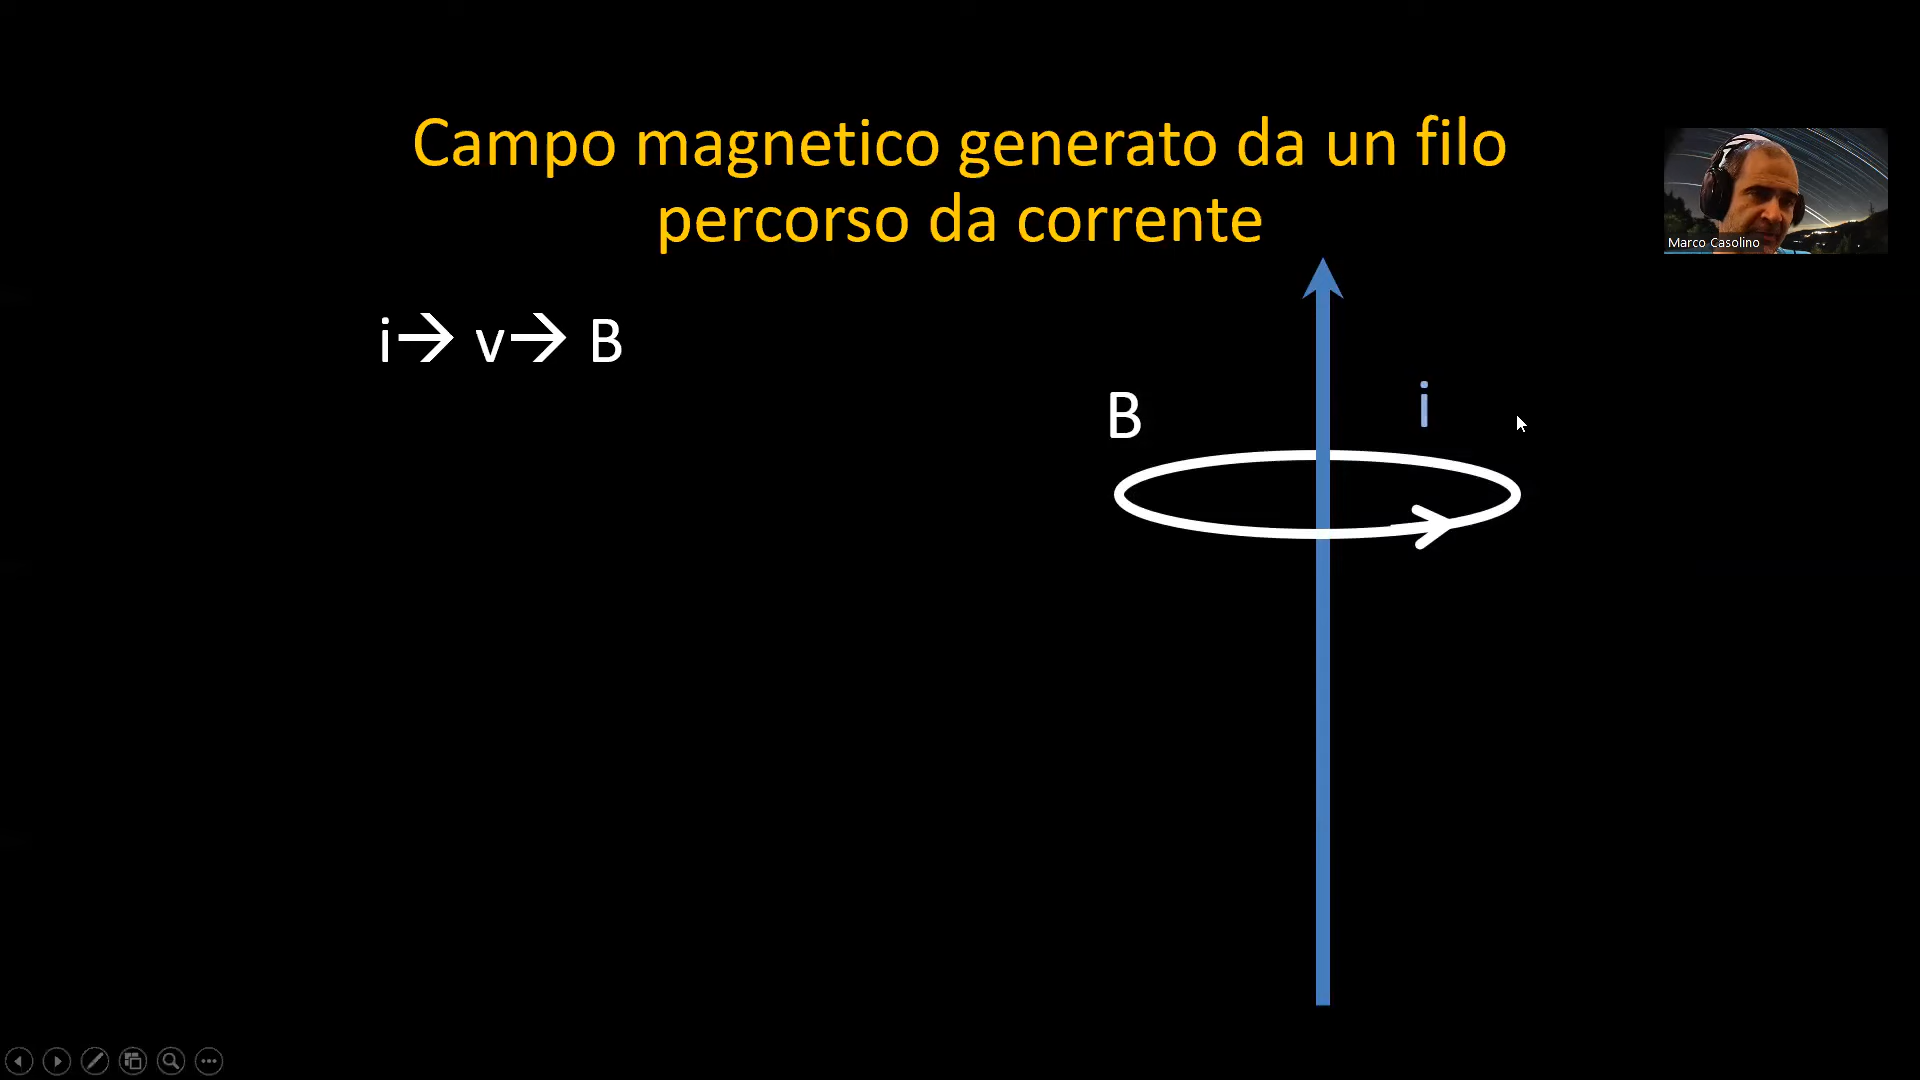 Campo magnetico generato da un filo
percorso da corrente
Marco Casolino
i→ v→ B
B
i